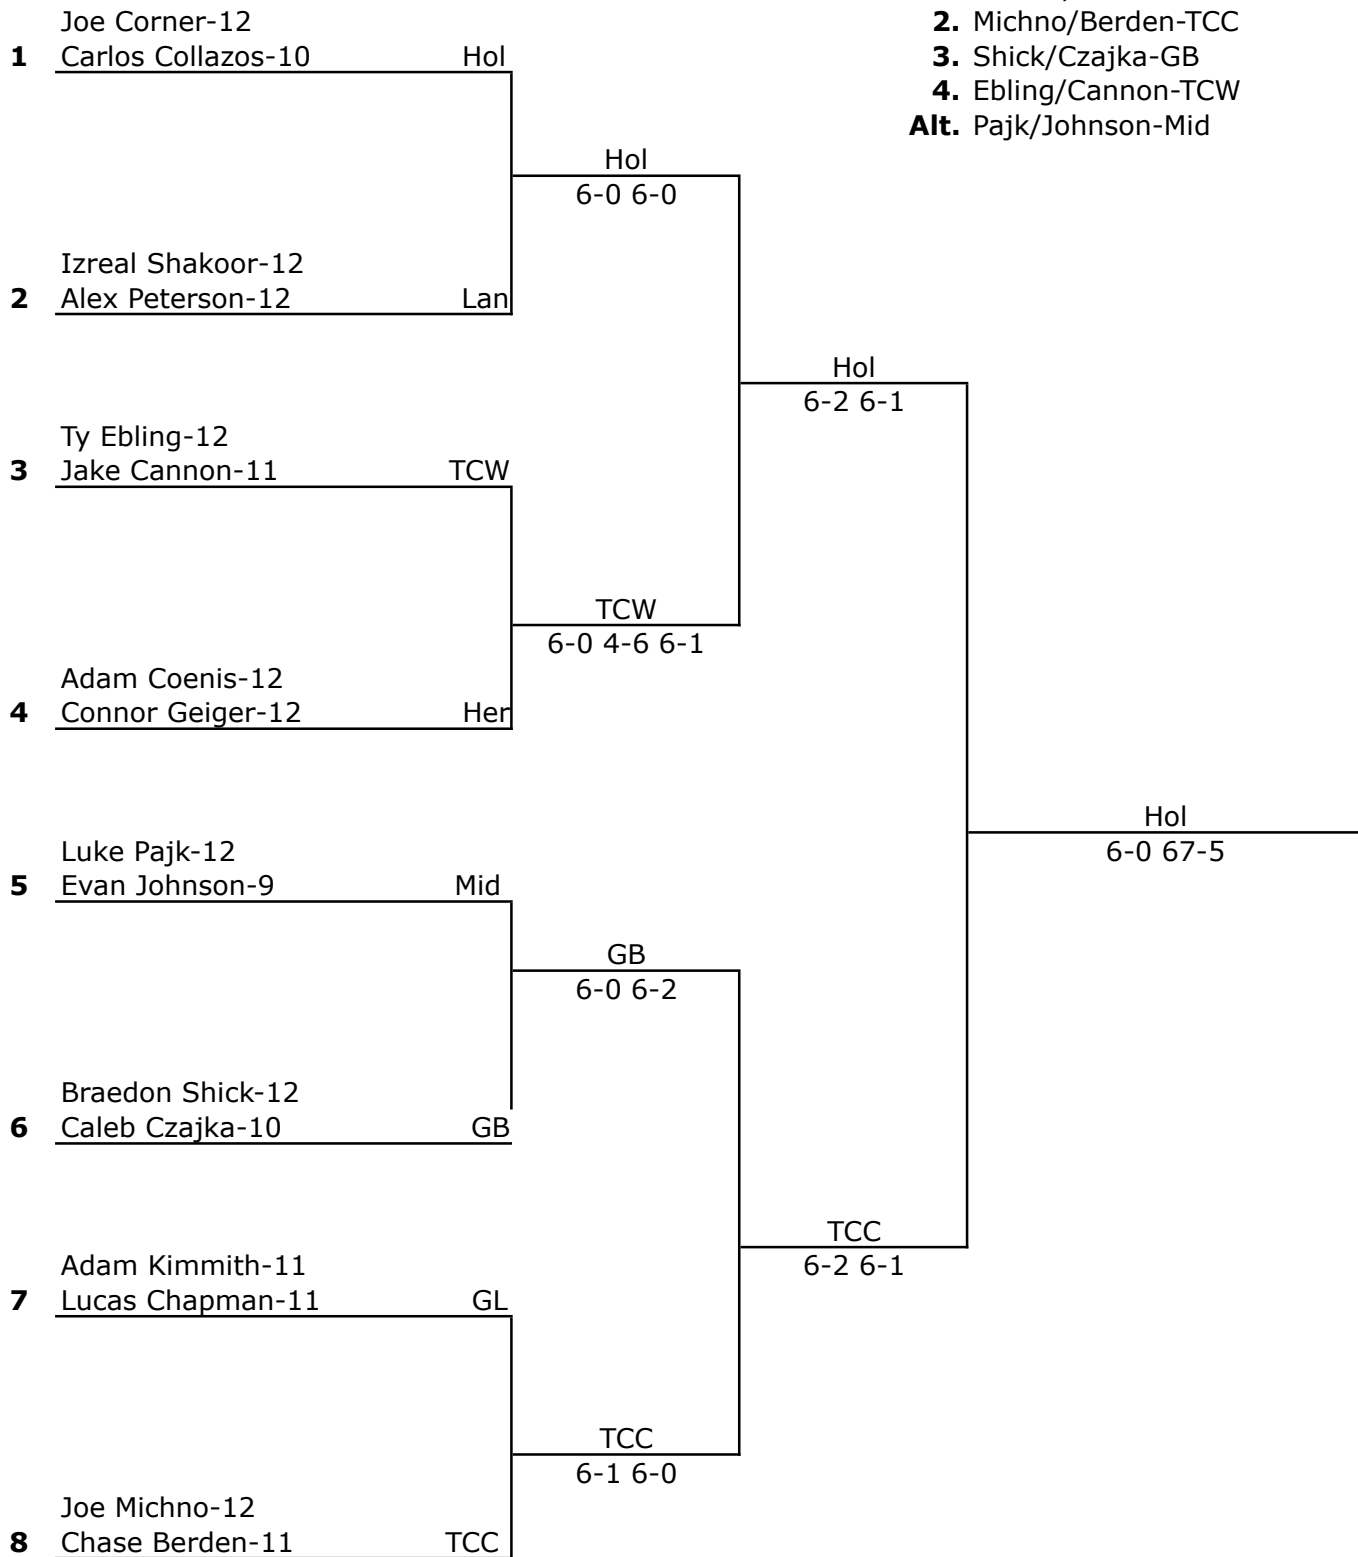 Joe Corner-12
1 Carlos Collazos-10 Hol
2. Michno/Berden-TCC
3. Shick/Czajka-GB
4. Ebling/Cannon-TCW
Alt. Pajk/Johnson-Mid
Hol
6-0 6-0
Izreal Shakoor-12
2 Alex Peterson-12 Lan
Hol
6-2 6-1
Ty Ebling-12
3 Jake Cannon-11 TCW
TCW
6-0 4-6 6-1
Adam Coenis-12
4 Connor Geiger-12 Her
Hol
6-0 67-5
Luke Pajk-12
5 Evan Johnson-9 Mid
GB
6-0 6-2
Braedon Shick-12
6 Caleb Czajka-10 GB
TCC
6-2 6-1
Adam Kimmith-11
7 Lucas Chapman-11 GL
TCC
6-1 6-0
Joe Michno-12
8 Chase Berden-11 TCC